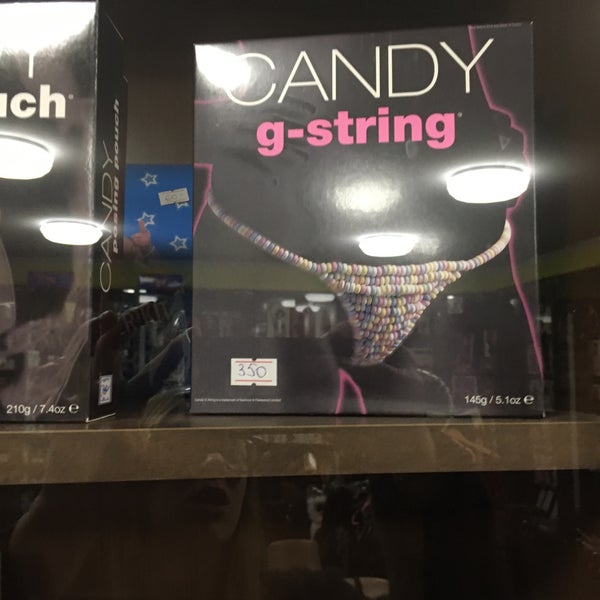 CANDY
g-string
350
145g / 5.1oz e
Y
uch
210g / 7.4oz e
CANDY
posing pouch